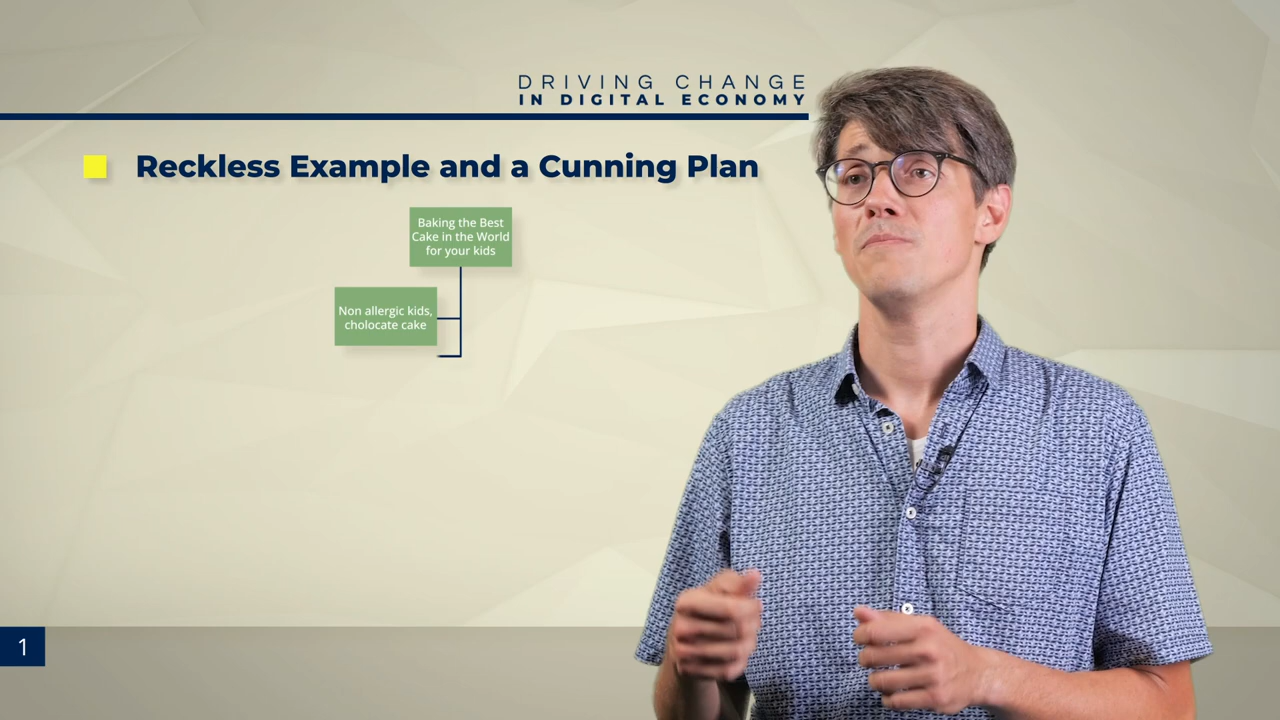 DRIVING CHANGE
IN DIGITAL ECONOMY
Reckless Example and a Cunning Plan
Baking the Best
Cake in the World
for your kids
Non allergic kids,
cholocate cake
1